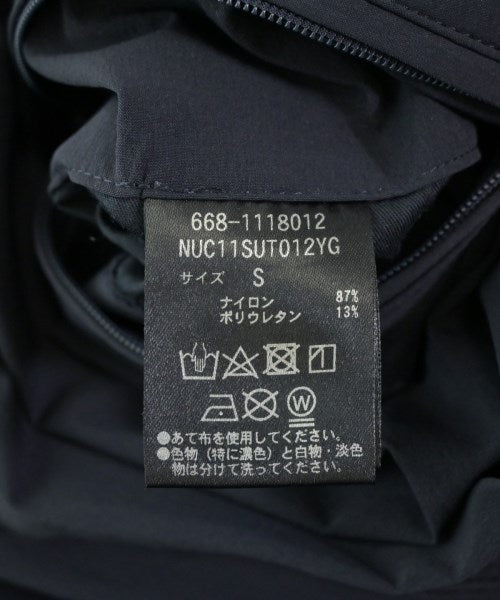 668-1118012
NUC11SUT012YG
サイズ S
ナイロン 87%
ポリウレタン 13%
W
●あて布を使用してください。
●色物(特に濃色)と白物・淡色
物は分けて洗ってください。